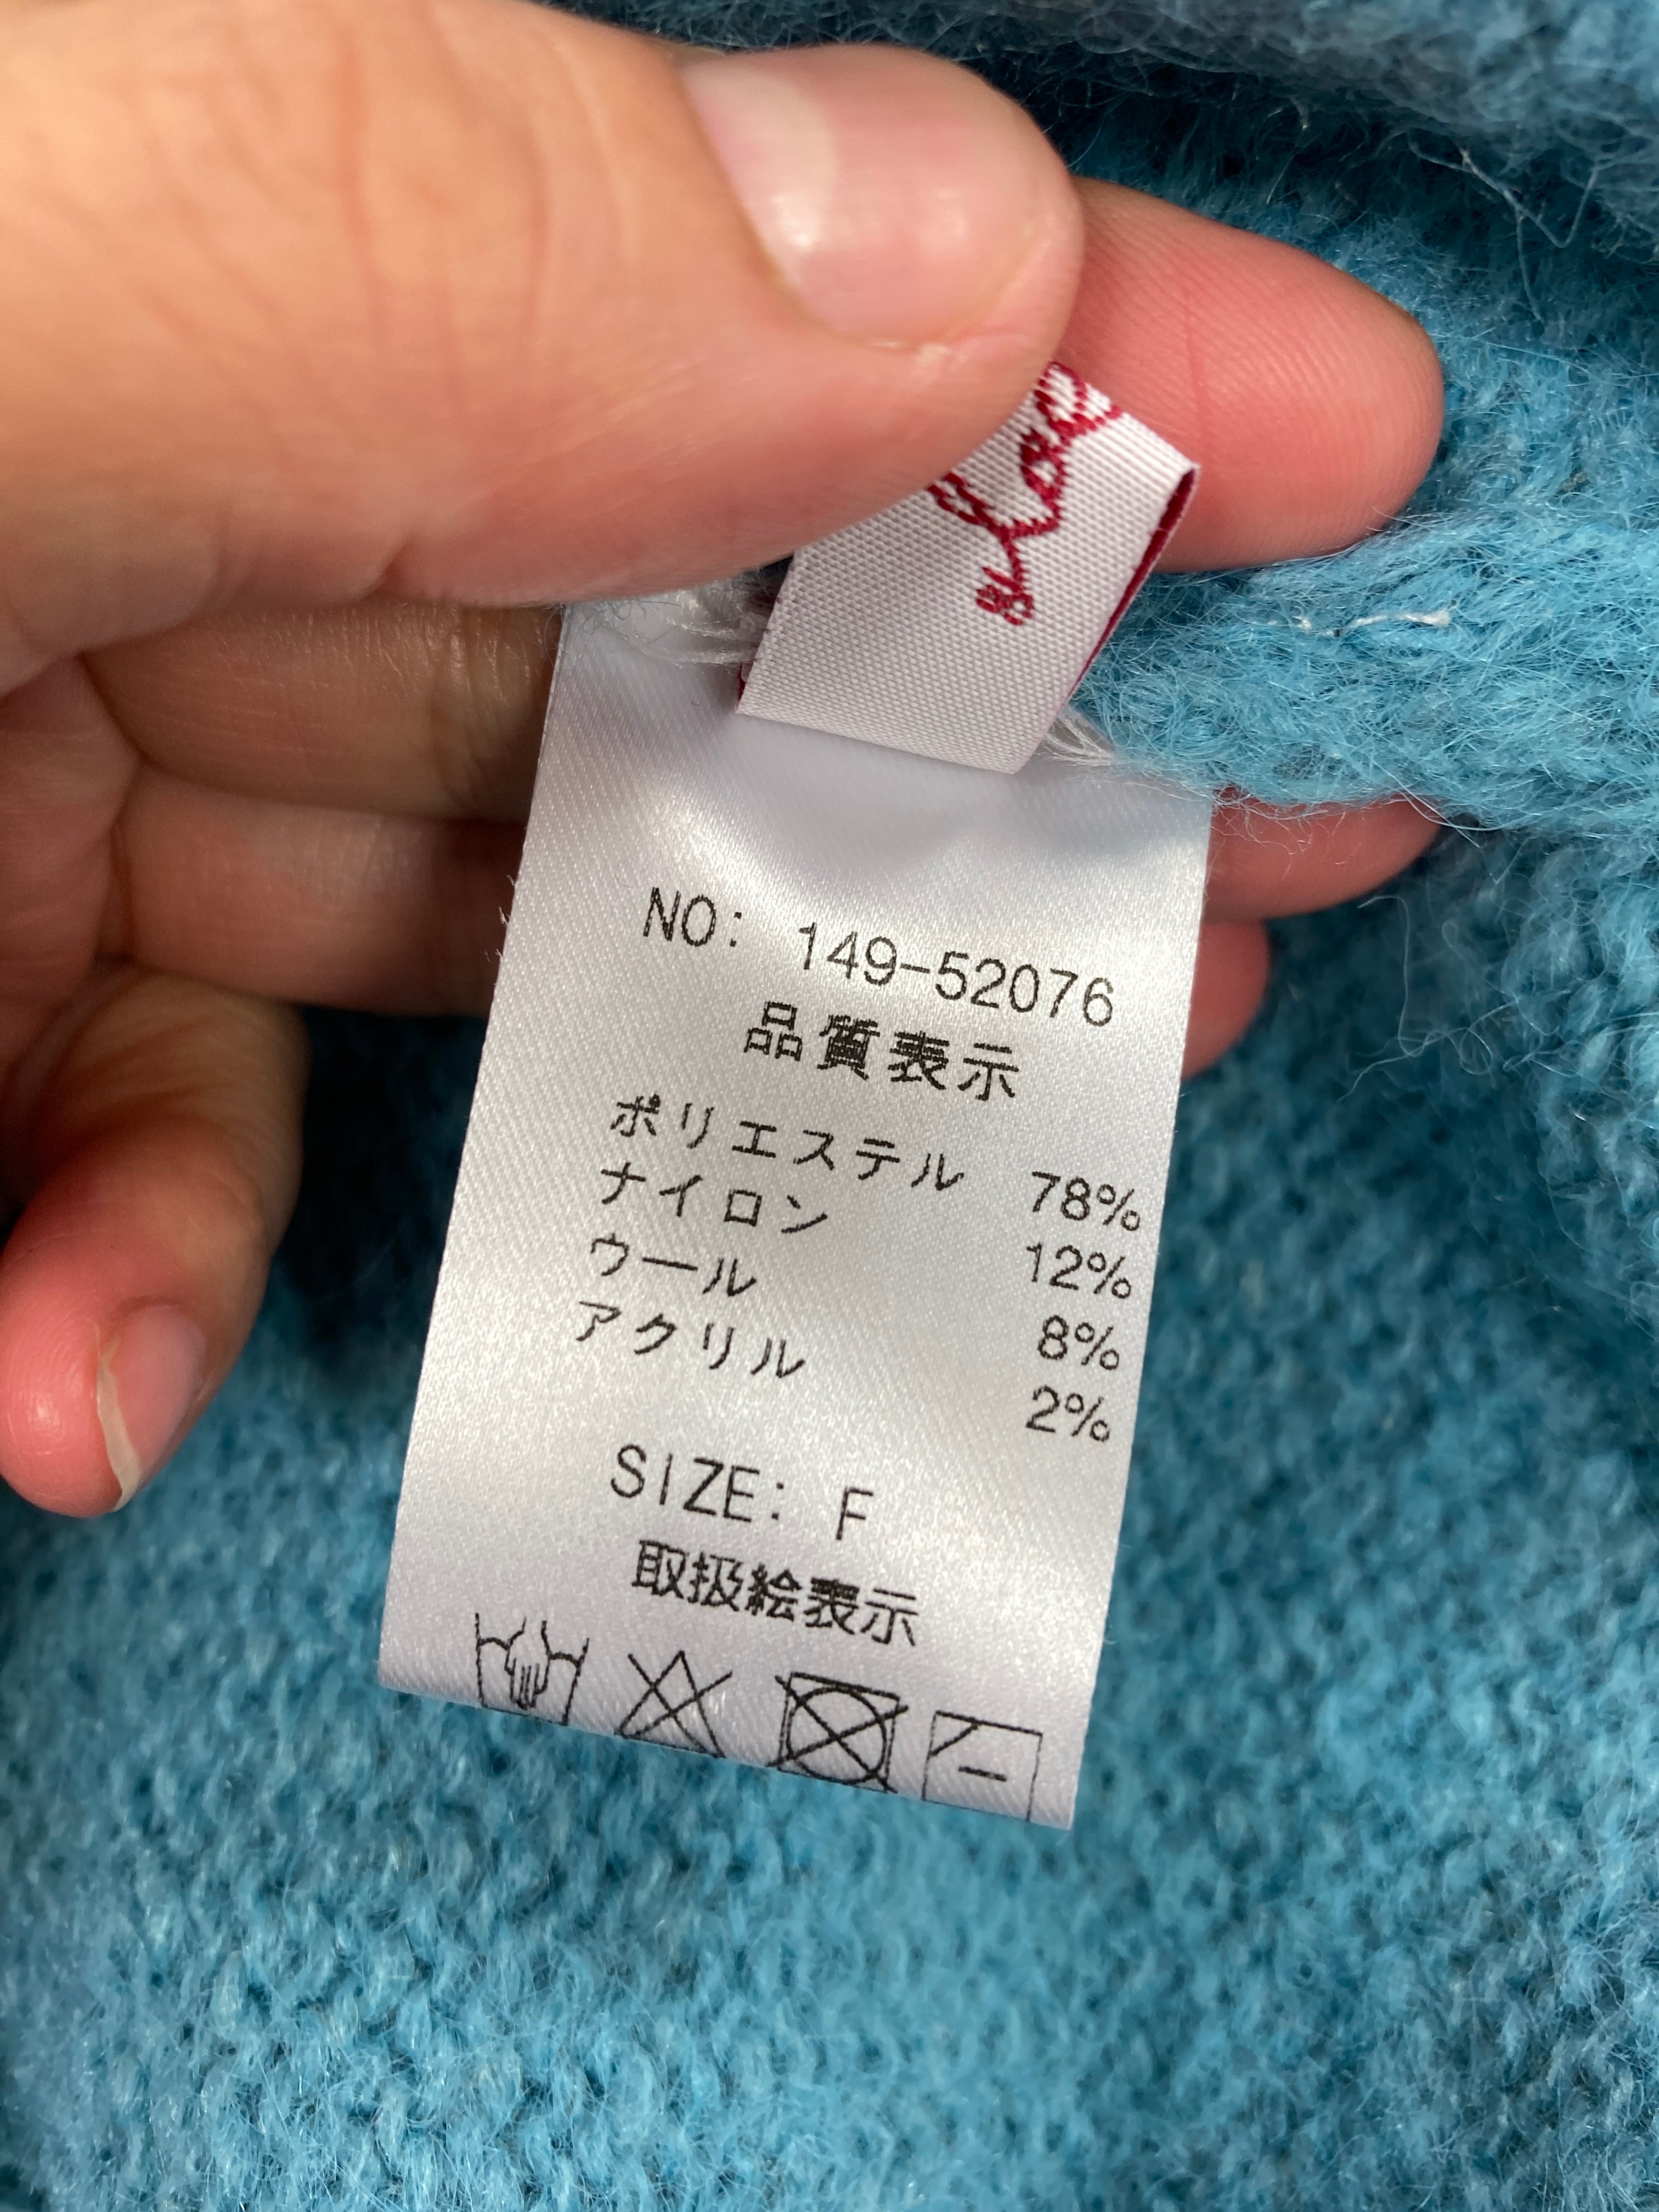 NO: 149-52076
品質表示
ポリエステル 78%
ナイロン 12%
ウール 8%
アクリル 2%
SIZE: F
取扱絵表示